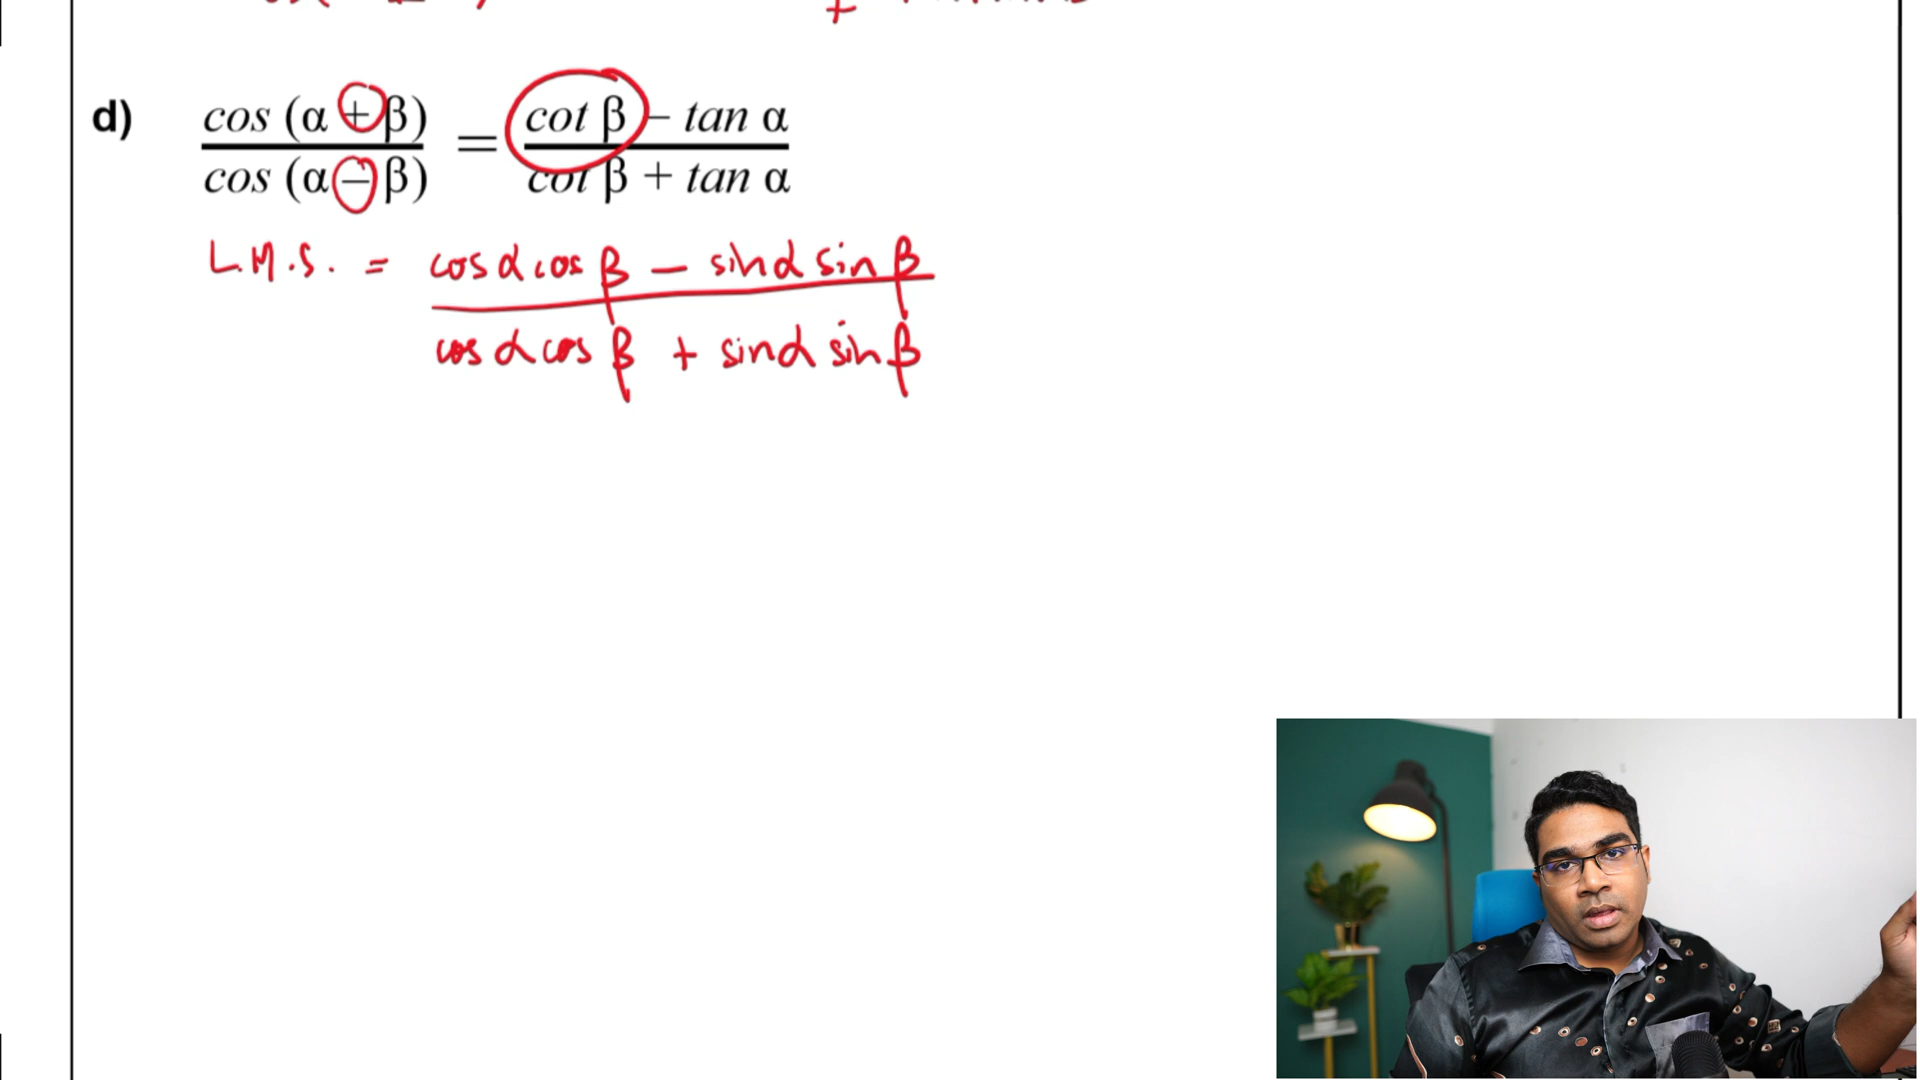 d) cos (α + β) / cos (α − β) = cot β − tan α / cot β + tan α
L.H.S. = cos α cos β − sin α sin β / cos α cos β + sin α sin β